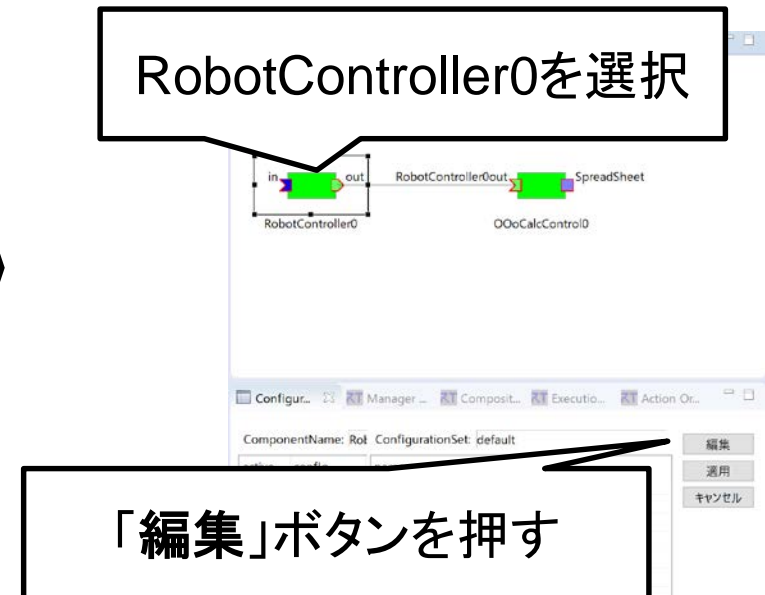 RobotController0を選択
in
out
RobotController0out
SpreadSheet
RobotController0
OOoCalcControl0
Configur...
Manager ...
Composit...
Executio...
Action Or...
ComponentName: Rob ConfigurationSet: default
編集
適用
キャンセル
「編集」ボタンを押す